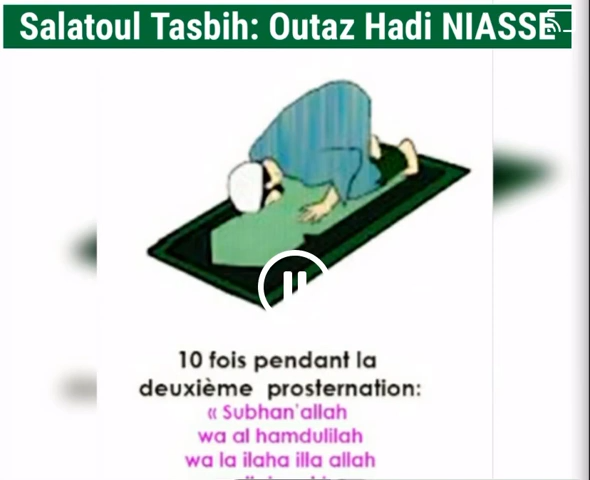 Salatoul Tasbih: Outaz Hadi NIASSE
10 fois pendant la
deuxième prosternation:
« Subhan'allah
wa al hamdulilah
wa la ilaha illa allah